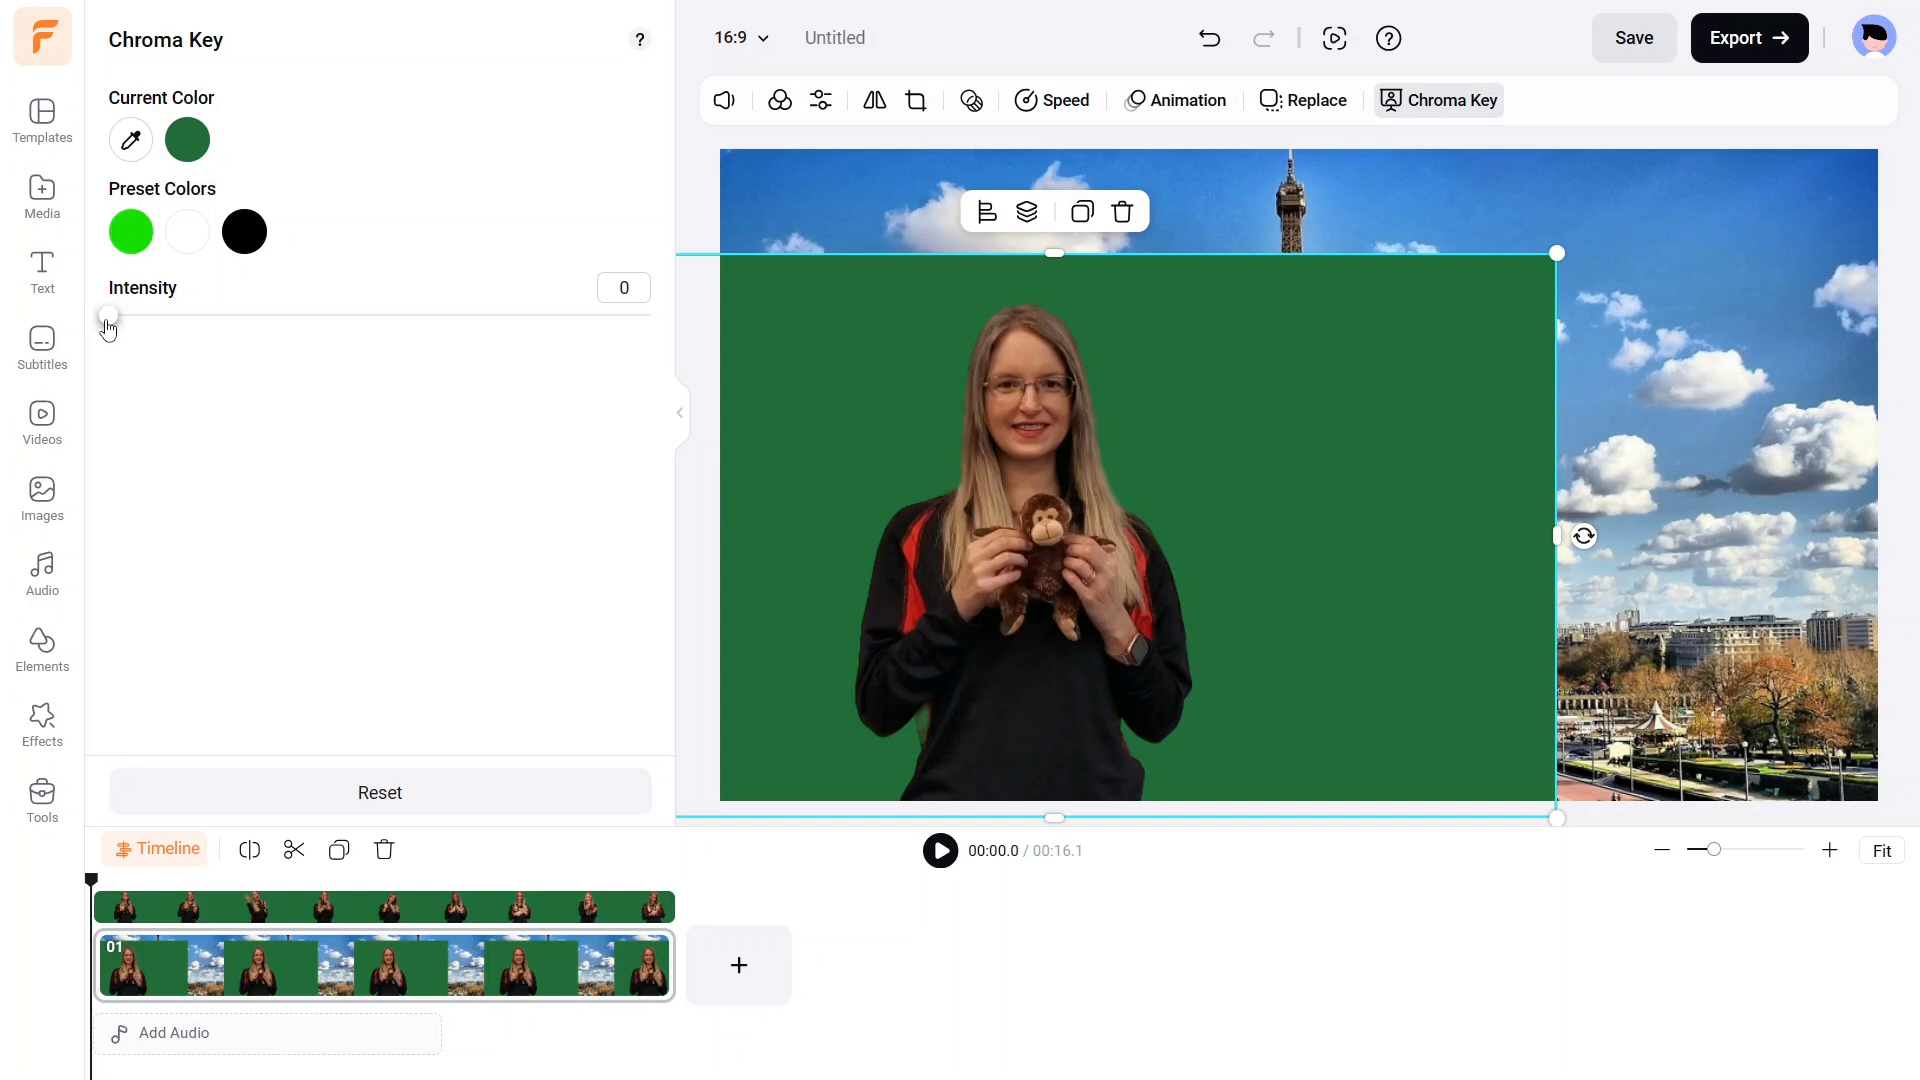 Chroma Key
?
16:9
Untitled
Save
Export
Speed
Animation
Replace
Chroma Key
Templates
Media
Text
Subtitles
Videos
Images
Audio
Elements
Effects
Tools
Current Color
Preset Colors
Intensity
0
Reset
Timeline
00:00.0 / 00:16.1
Fit
01
Add Audio